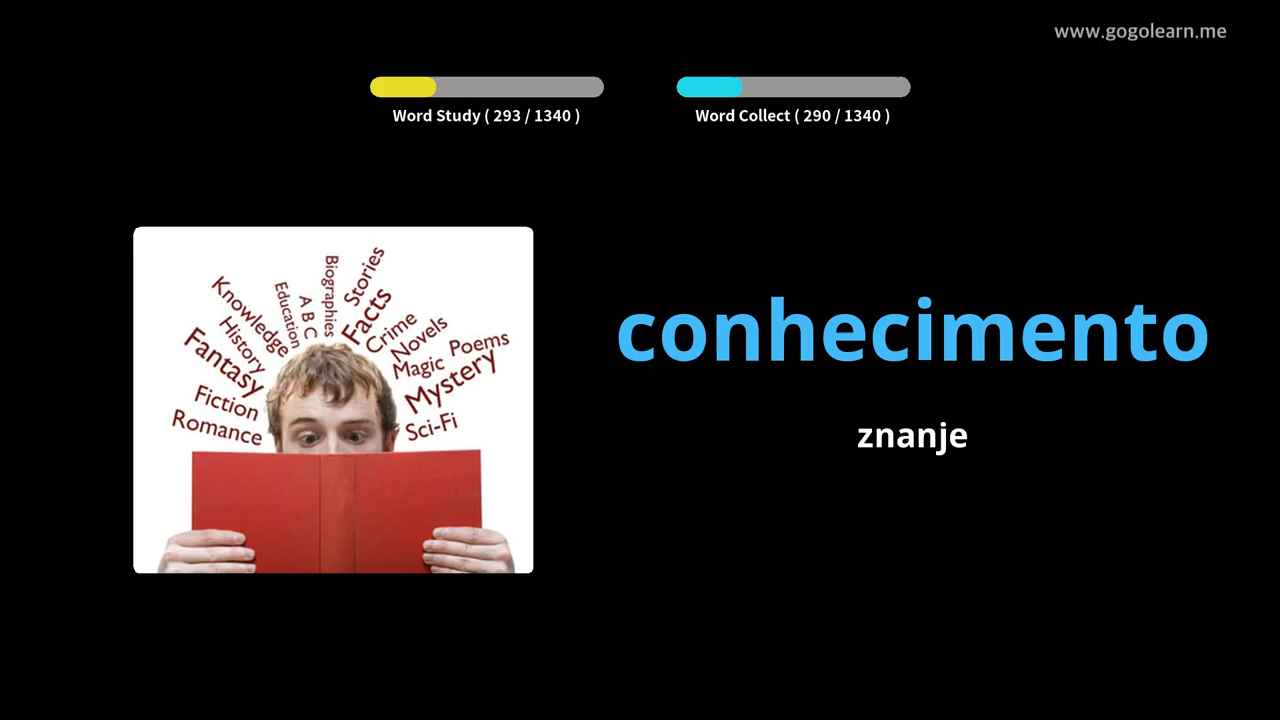 www.gogolearn.me
Word Study ( 293 / 1340 )
Word Collect ( 290 / 1340 )
Knowledge
Education
A B C
Biographies
Stories
Facts
Crime
Novels
Poems
History
Fantasy
Magic
Mystery
Fiction
Romance
Sci-Fi
conhecimento
znanje